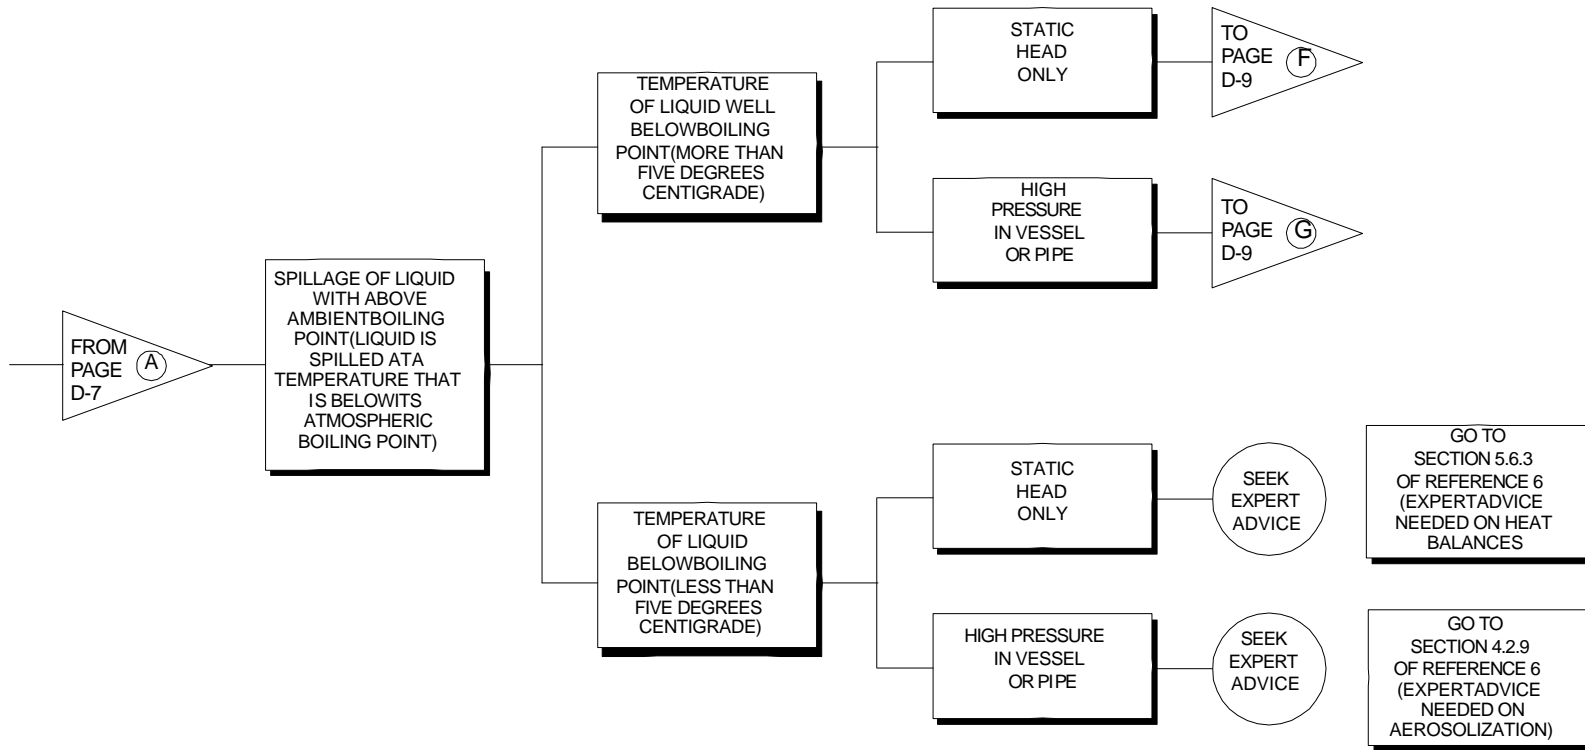 FROM
PAGE
D-7
A
SPILLAGE OF LIQUID
WITH ABOVE
AMBIENTBOILING
POINT(LIQUID IS
SPILLED ATA
TEMPERATURE THAT
IS BELOWITS
ATMOSPHERIC
BOILING POINT)
TEMPERATURE
OF LIQUID WELL
BELOWBOILING
POINT(MORE THAN
FIVE DEGREES
CENTIGRADE)
STATIC
HEAD
ONLY
TO
PAGE
D-9
F
HIGH
PRESSURE
IN VESSEL
OR PIPE
TO
PAGE
D-9
G
TEMPERATURE
OF LIQUID
BELOWBOILING
POINT(LESS THAN
FIVE DEGREES
CENTIGRADE)
STATIC
HEAD
ONLY
SEEK
EXPERT
ADVICE
GO TO
SECTION 5.6.3
OF REFERENCE 6
(EXPERTADVICE
NEEDED ON HEAT
BALANCES
HIGH PRESSURE
IN VESSEL
OR PIPE
SEEK
EXPERT
ADVICE
GO TO
SECTION 4.2.9
OF REFERENCE 6
(EXPERTADVICE
NEEDED ON
AEROSOLIZATION)